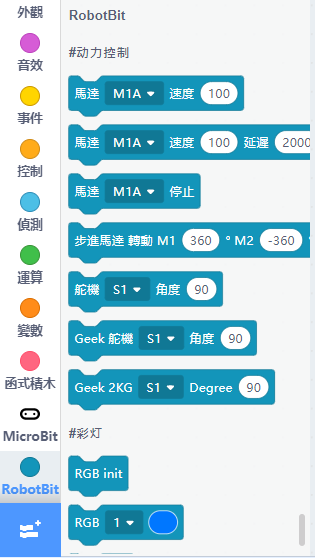 外觀
音效
事件
控制
偵測
運算
變數
函式積木
MicroBit
RobotBit
RobotBit
#动力控制
馬達 M1A 速度 100
馬達 M1A 速度 100 延遲 2000
馬達 M1A 停止
步進馬達 轉動 M1 360 ° M2 -360 °
舵機 S1 角度 90
Geek 舵機 S1 角度 90
Geek 2KG S1 Degree 90
#彩灯
RGB init
RGB 1